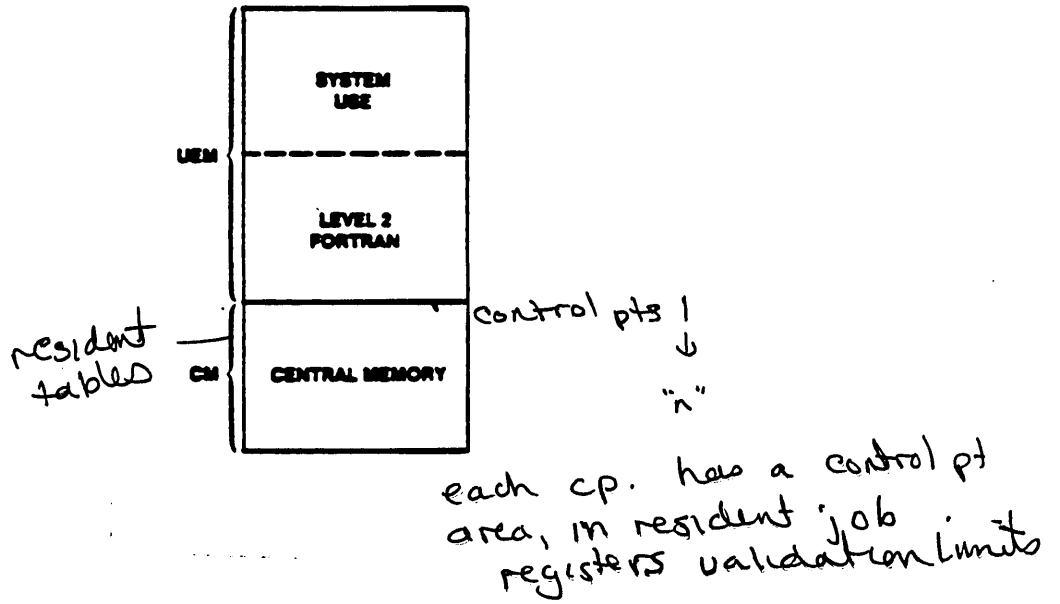 SYSTEM
USE
UEM
LEVEL 2
FORTRAN
control pts 1
↓
"n"
resident
tables
CM
CENTRAL MEMORY
each cp. has a control pt
area, in resident job
registers validation limits